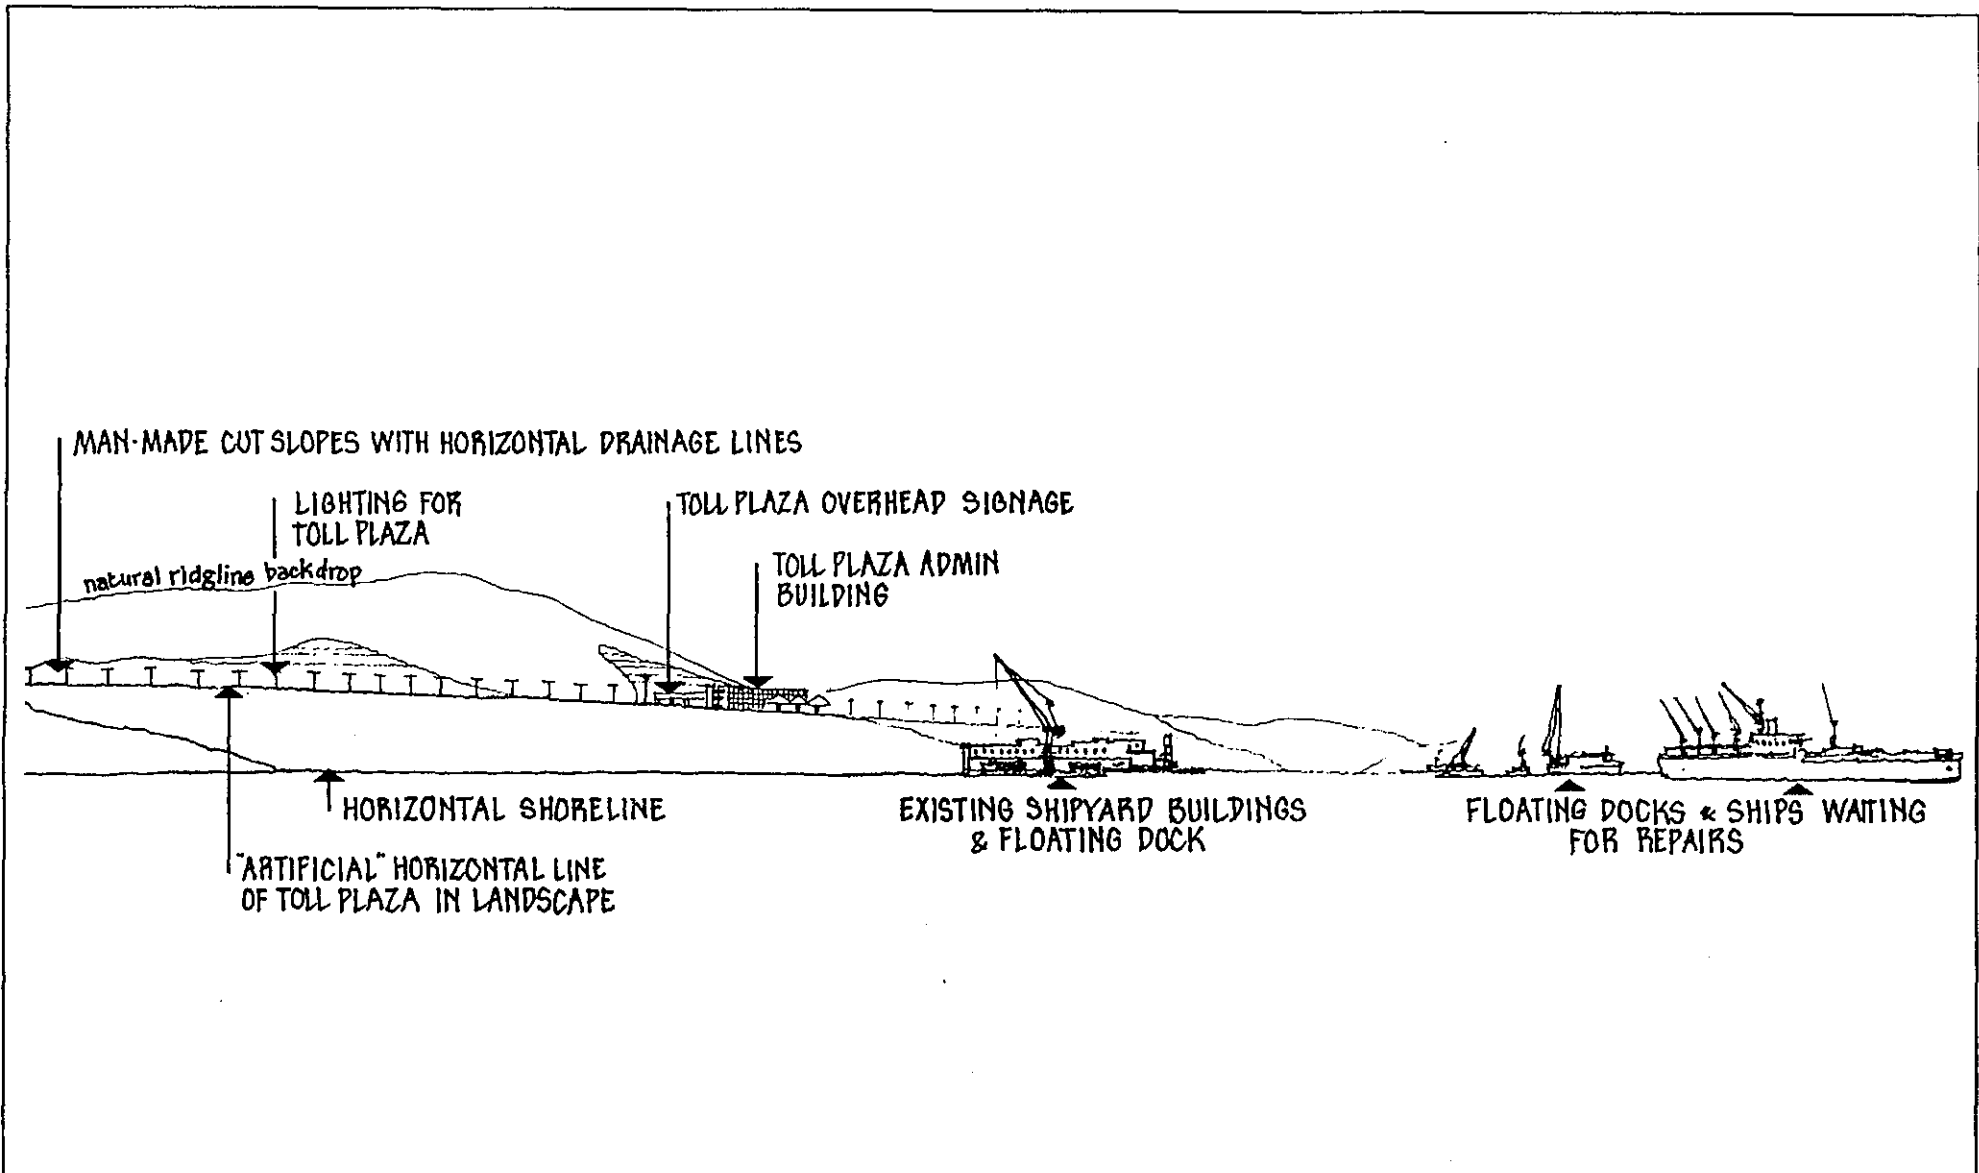 MAN-MADE CUT SLOPES WITH HORIZONTAL DRAINAGE LINES
LIGHTING FOR
TOLL PLAZA
TOLL PLAZA OVERHEAD SIGNAGE
TOLL PLAZA ADMIN
BUILDING
natural ridgline backdrop
HORIZONTAL SHORELINE
"ARTIFICIAL" HORIZONTAL LINE
OF TOLL PLAZA IN LANDSCAPE
EXISTING SHIPYARD BUILDINGS
& FLOATING DOCK
FLOATING DOCKS & SHIPS WAITING
FOR REPAIRS